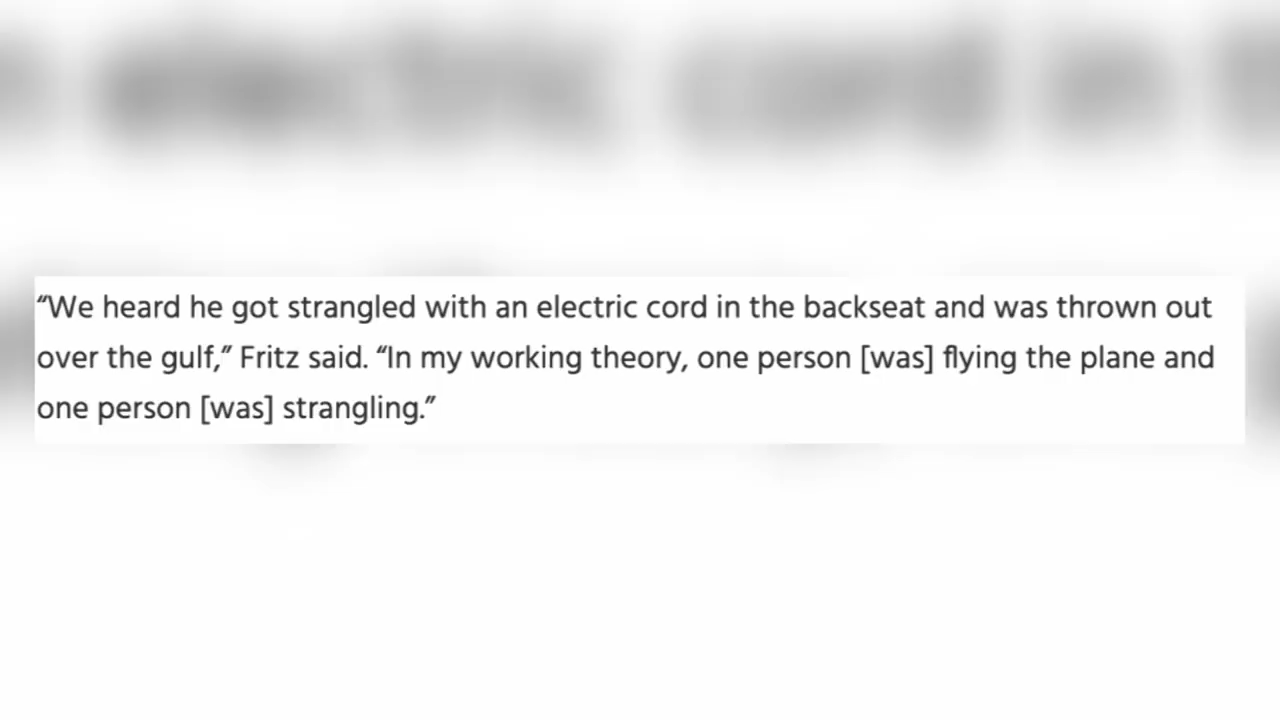 “We heard he got strangled with an electric cord in the backseat and was thrown out
over the gulf,” Fritz said. “In my working theory, one person [was] flying the plane and
one person [was] strangling.”